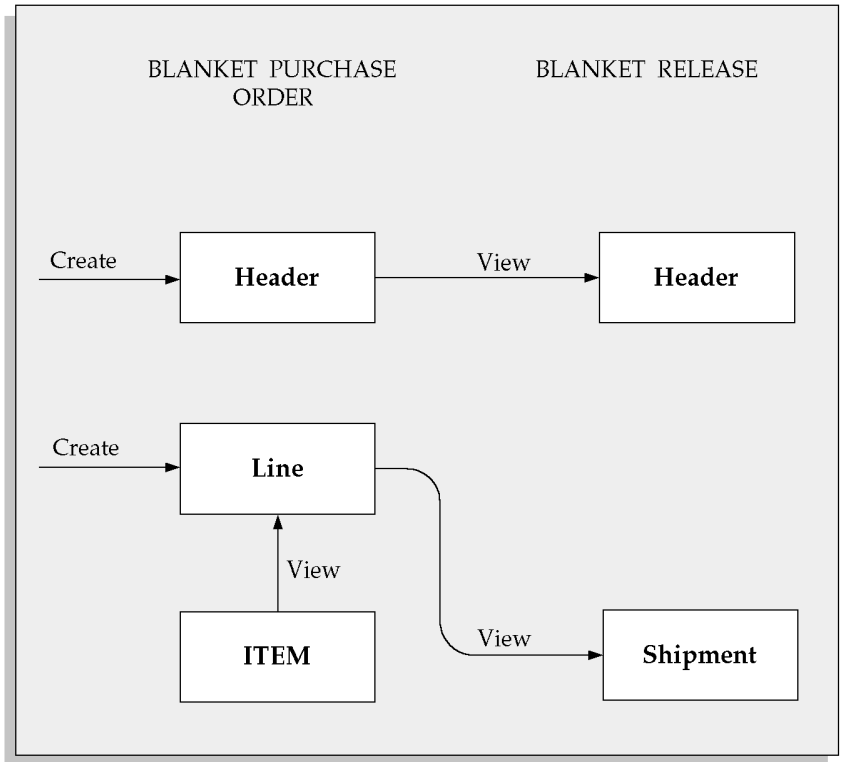 BLANKET PURCHASE
ORDER
BLANKET RELEASE
Create
Header
View
Header
Create
Line
View
ITEM
View
Shipment